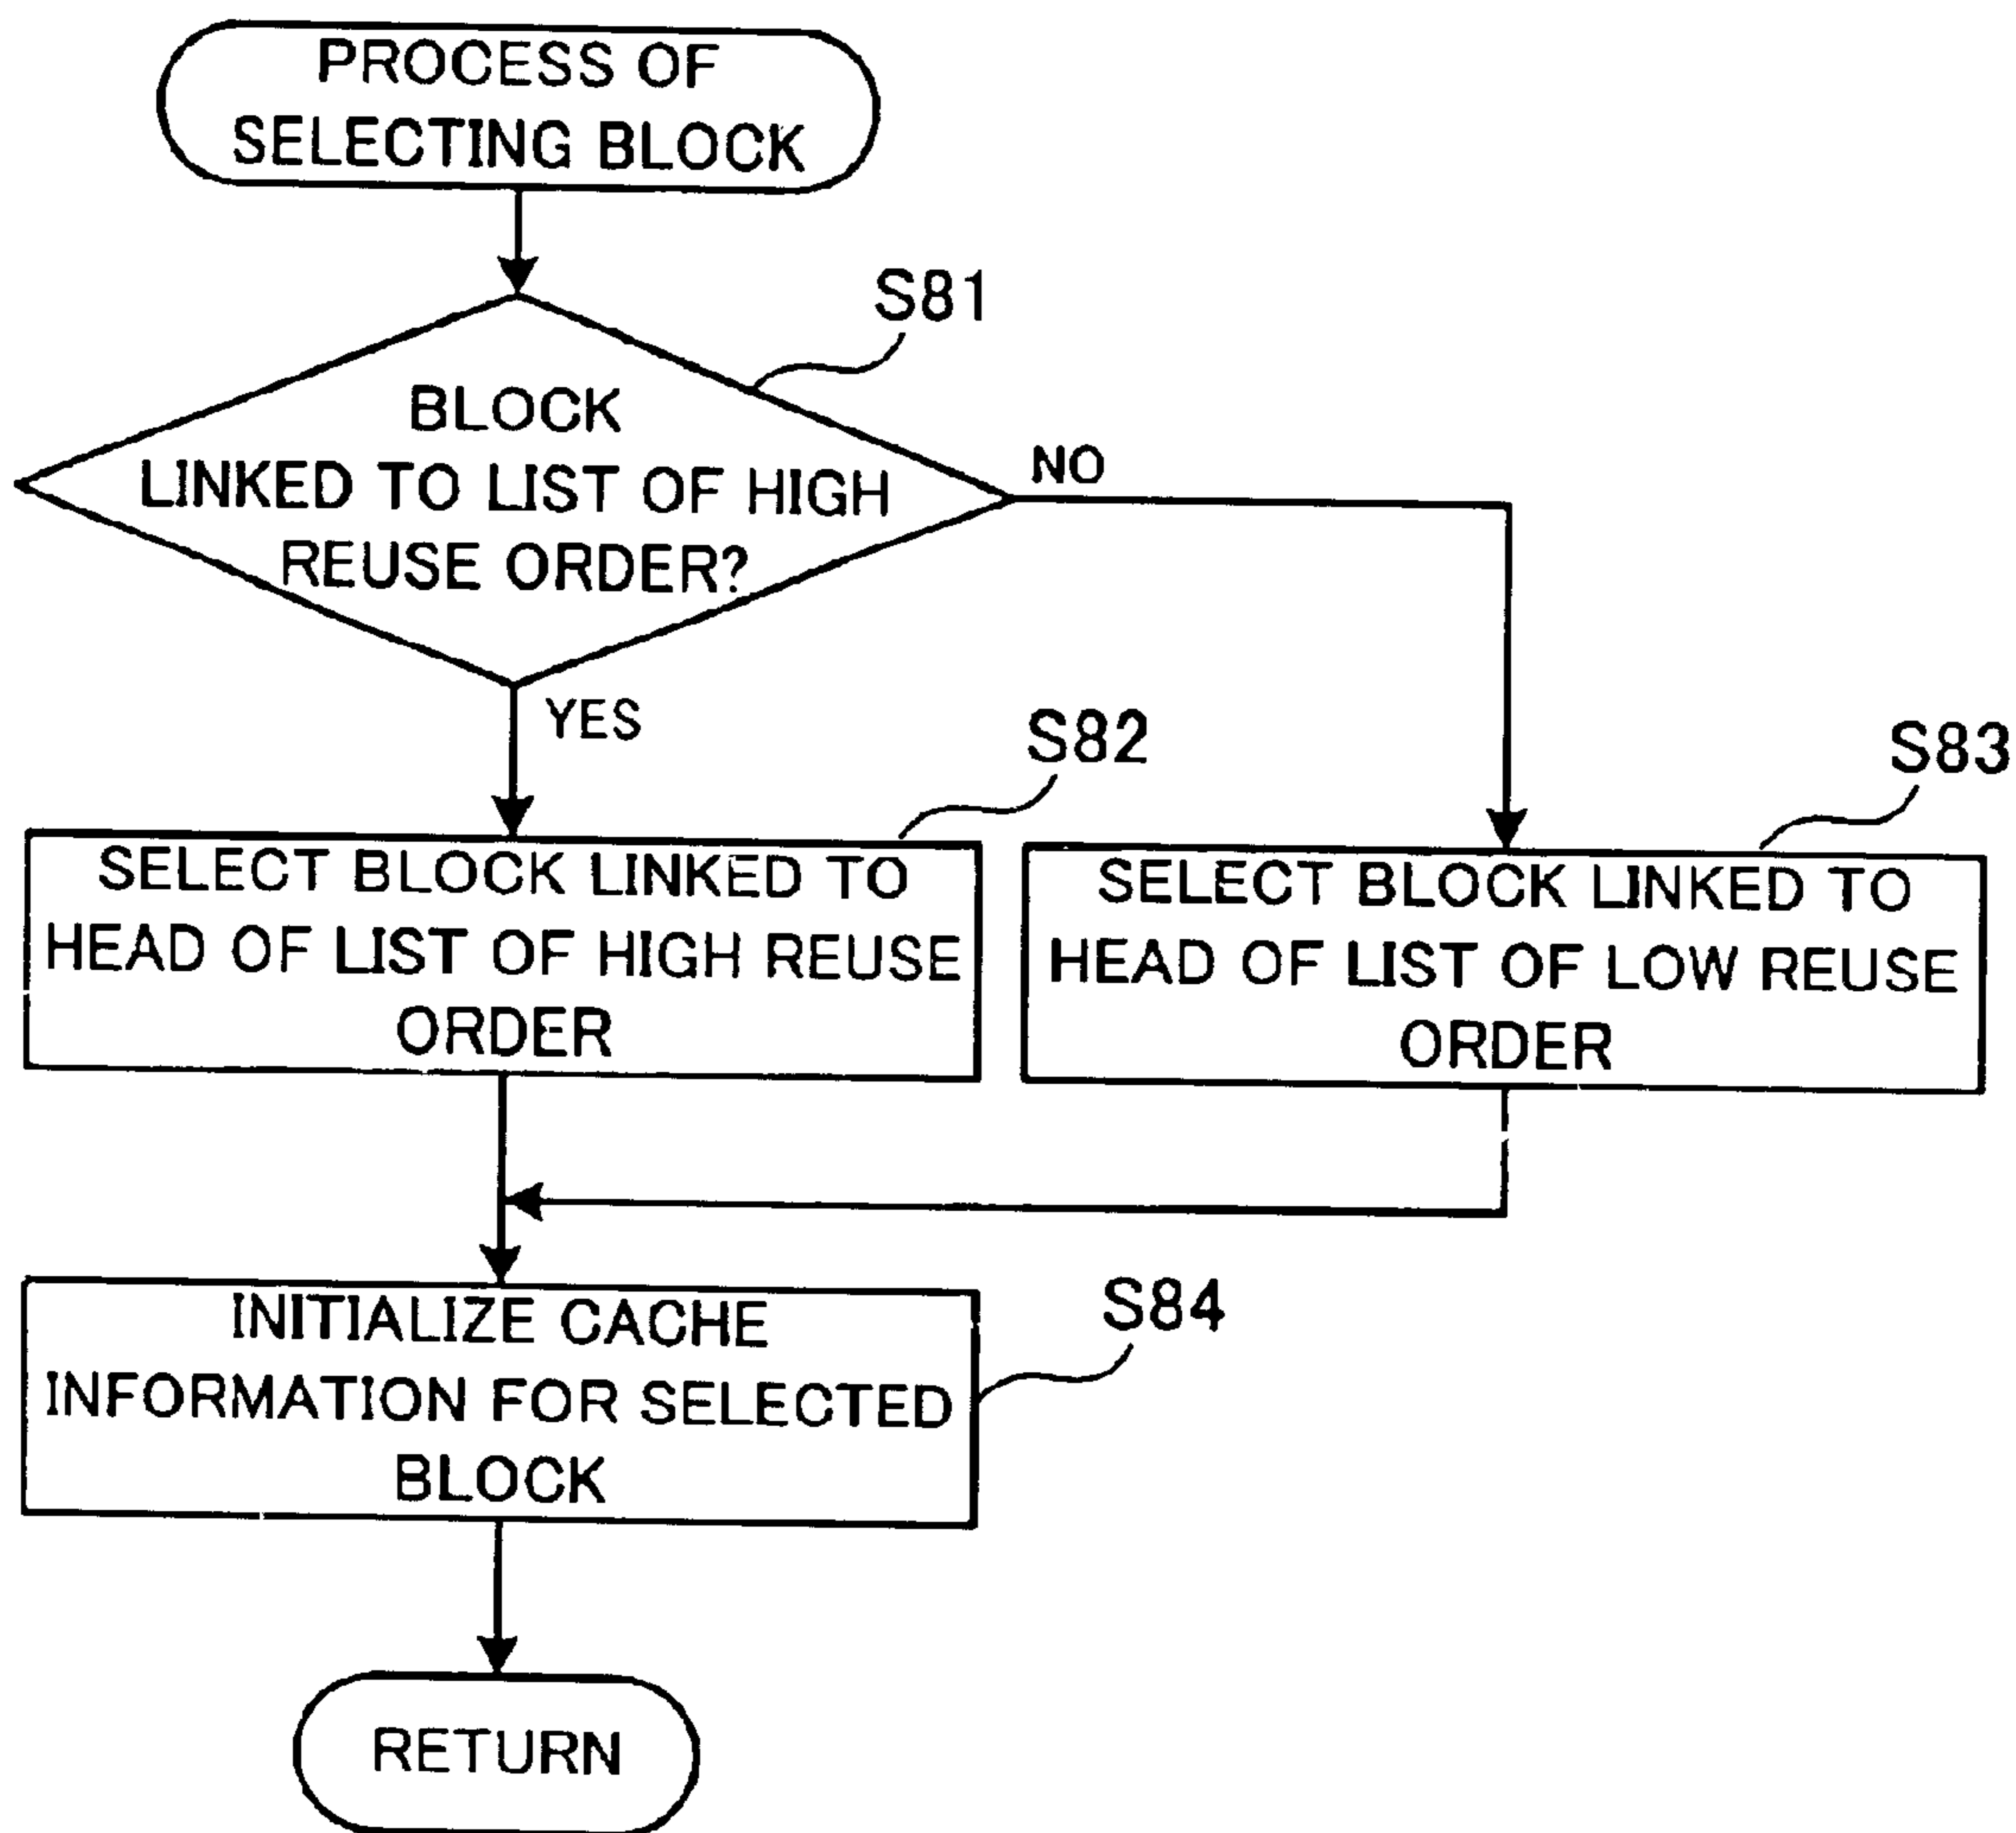 PROCESS OF
SELECTING BLOCK
S81
BLOCK
LINKED TO LIST OF HIGH
REUSE ORDER?
NO
YES
S82
S83
SELECT BLOCK LINKED TO
HEAD OF LIST OF HIGH REUSE
ORDER
SELECT BLOCK LINKED TO
HEAD OF LIST OF LOW REUSE
ORDER
S84
INITIALIZE CACHE
INFORMATION FOR SELECTED
BLOCK
RETURN